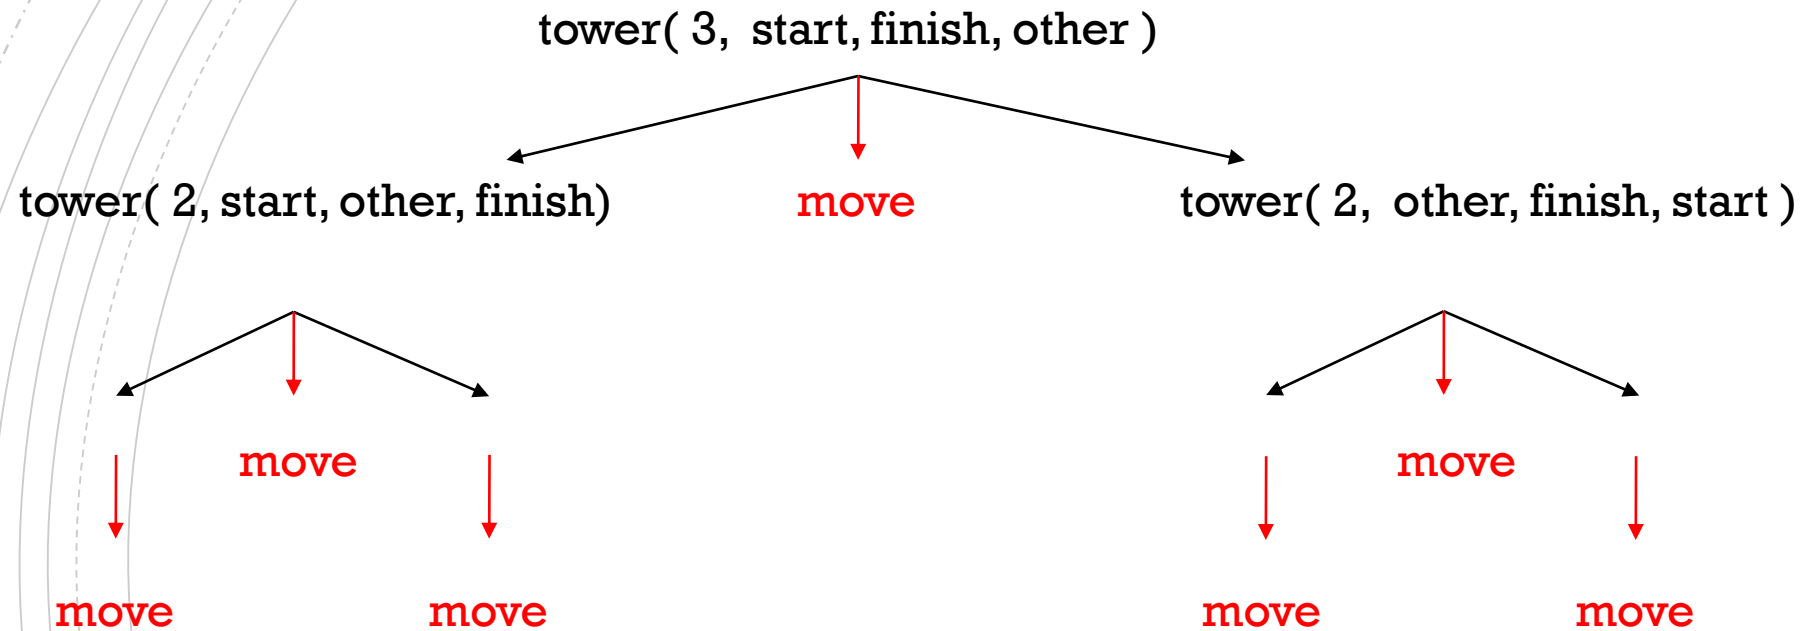 tower( 3, start, finish, other )
tower( 2, start, other, finish) move tower( 2, other, finish, start )
move move
move move move move